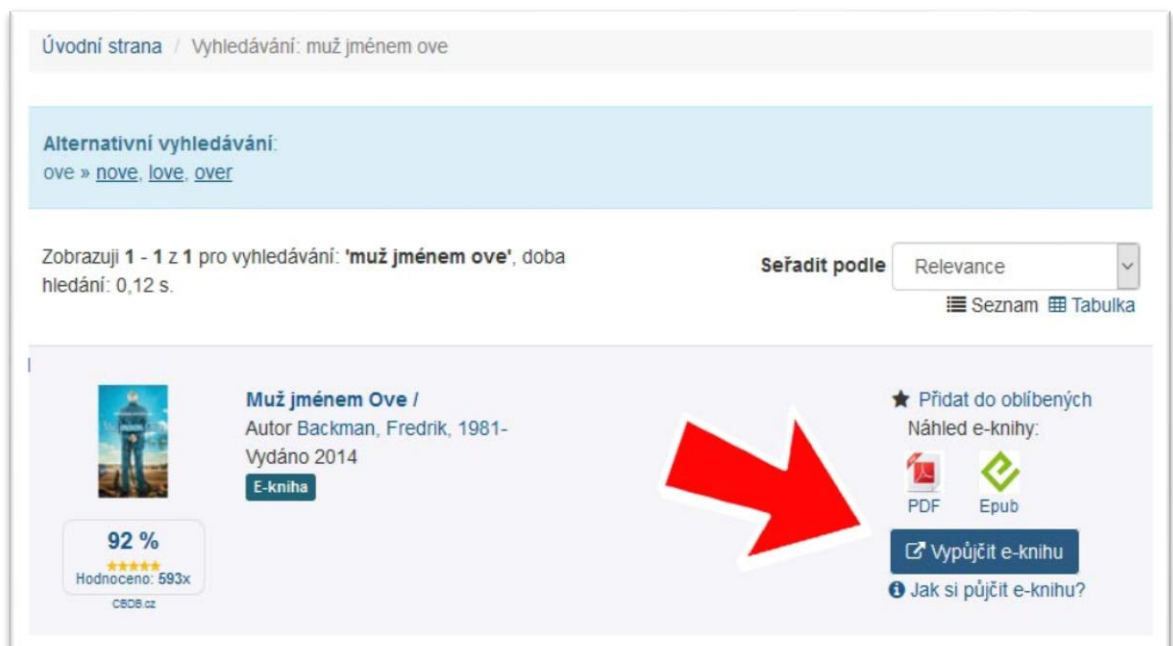 Úvodní strana / Vyhledávání: muž jménem ove
Alternativní vyhledávání:
ove » nove, love, over
Zobrazuji 1 - 1 z 1 pro vyhledávání: 'muž jménem ove', doba
hledání: 0,12 s.
Seřadit podle Relevance
Seznam Tabulka
Muž jménem Ove /
Autor Backman, Fredrik, 1981-
Vydáno 2014
E-kniha
92 %
Hodnoceno: 593x
CBDB.cz
Přidat do oblíbených
Náhled e-knihy:
PDF Epub
Vypůjčit e-knihu
Jak si půjčit e-knihu?